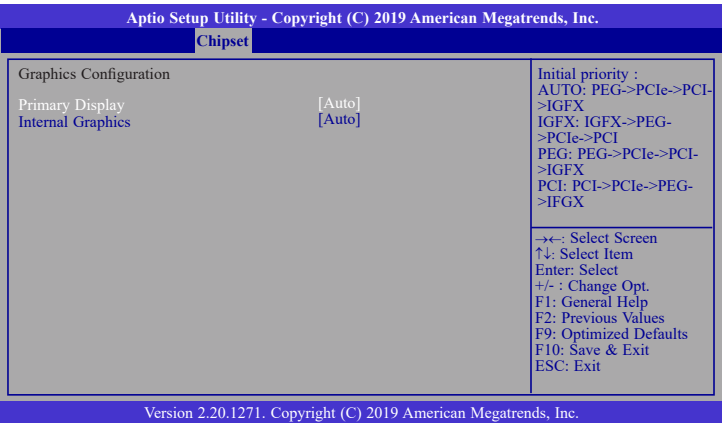 Aptio Setup Utility - Copyright (C) 2019 American Megatrends, Inc.
Chipset
Graphics Configuration
Primary Display [Auto]
Internal Graphics [Auto]
Initial priority :
AUTO: PEG->PCIe->PCI-
>IGFX
IGFX: IGFX->PEG-
>PCIe->PCI
PEG: PEG->PCIe->PCI-
>IGFX
PCI: PCI->PCIe->PEG-
>IFGX
→←: Select Screen
↑↓: Select Item
Enter: Select
+/- : Change Opt.
F1: General Help
F2: Previous Values
F9: Optimized Defaults
F10: Save & Exit
ESC: Exit
Version 2.20.1271. Copyright (C) 2019 American Megatrends, Inc.